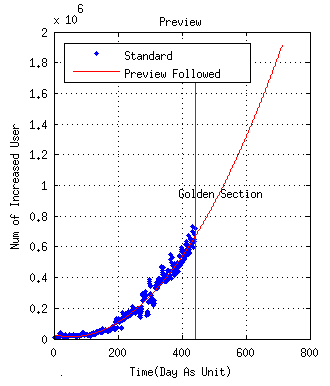 Preview
x 10^6
Standard
Preview Followed
2
1.8
1.6
1.4
1.2
1
0.8
0.6
0.4
0.2
0
Num of Increased User
Golden Section
0 200 400 600 800
Time(Day As Unit)